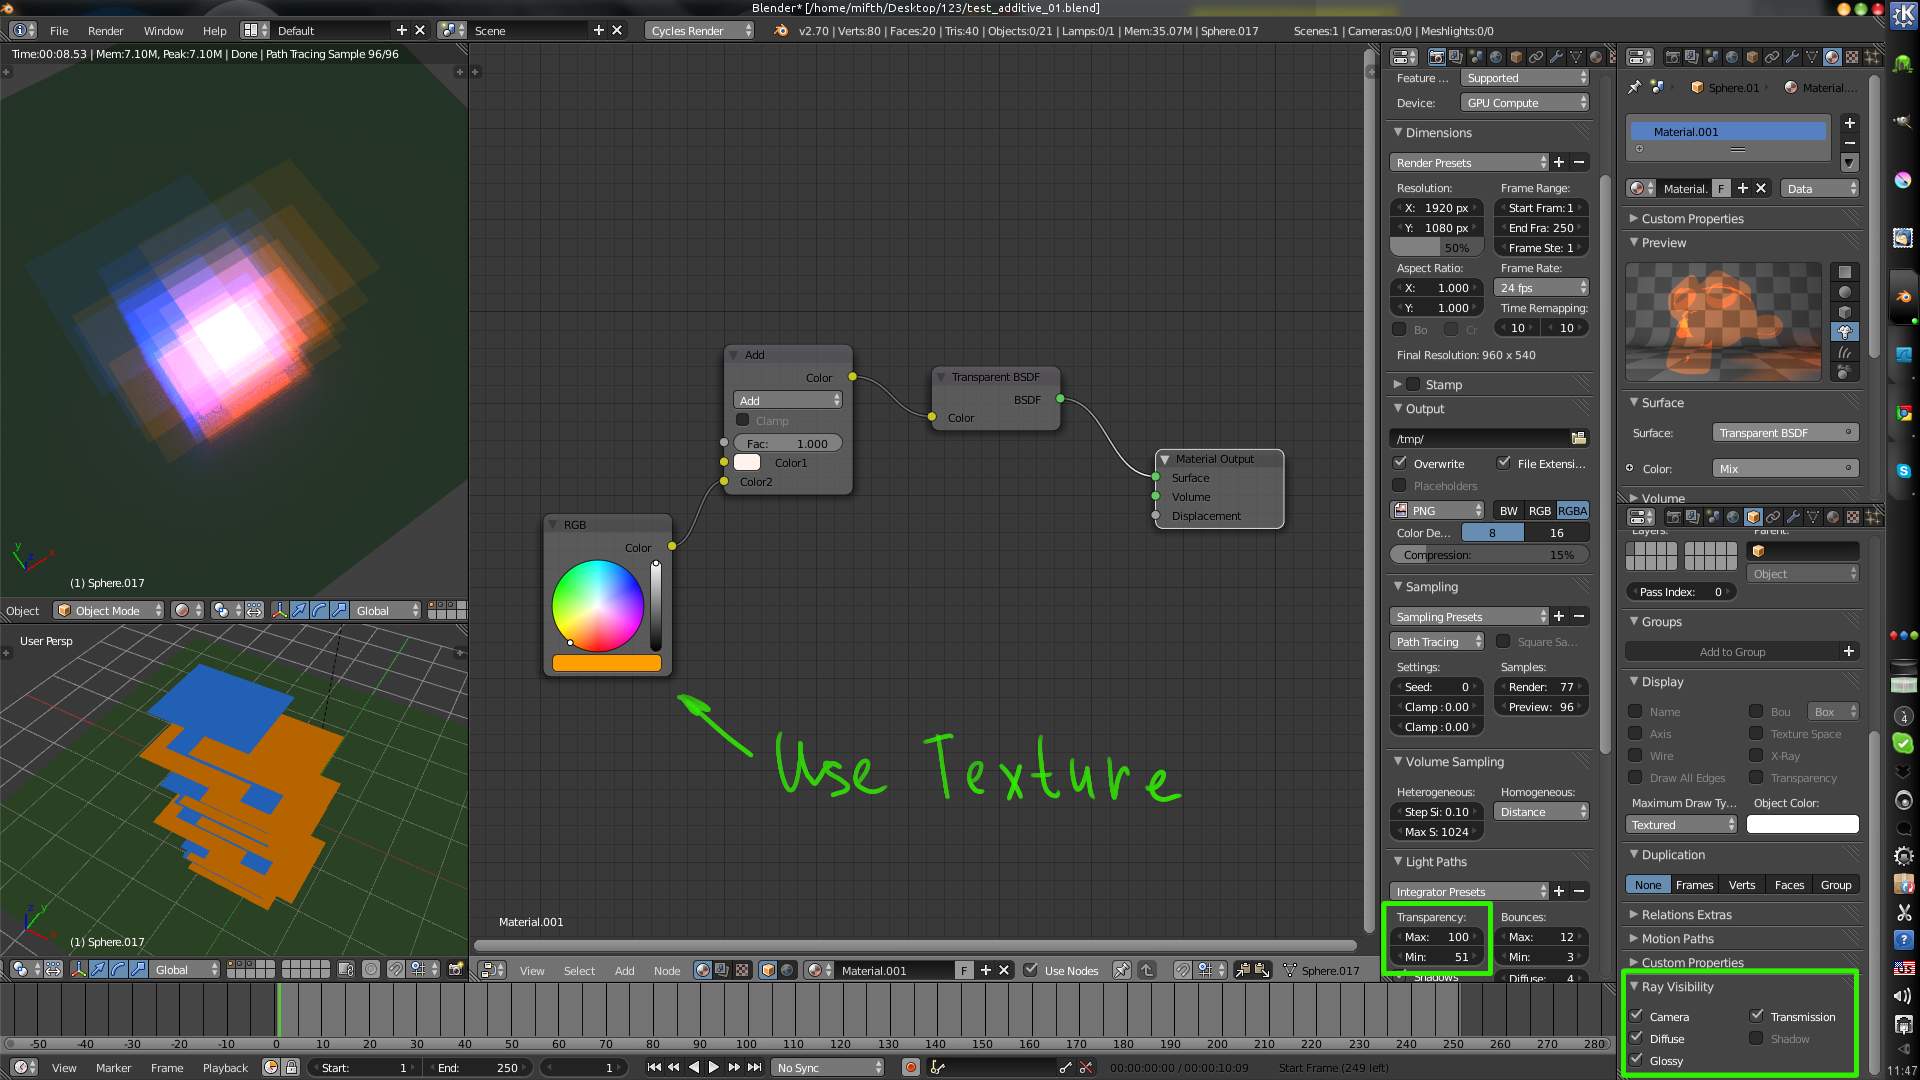 Blender* [/home/mifth/Desktop/123/test_additive_01.blend]
File Render Window Help Default Scene Cycles Render v2.70 | Verts:80 | Faces:20 | Tris:40 | Objects:0/21 | Lamps:0/1 | Mem:35.07M | Sphere.017 Scenes:1 | Cameras:0/0 | Meshlights:0/0
Time:00:08.53 | Mem:7.10M, Peak:7.10M | Done | Path Tracing Sample 96/96
(1) Sphere.017
Object Object Mode Global
User Persp
(1) Sphere.017
Global
Add
Color
Add
Clamp
Fac: 1.000
Color1
Color2
RGB
Color
Transparent BSDF
BSDF
Color
Material Output
Surface
Volume
Displacement
Use Texture
Material.001
View Select Add Node Material.001 F Use Nodes Sphere.017
Feature ... Supported
Device: GPU Compute
Dimensions
Render Presets
Resolution: Frame Range:
X: 1920 px Start Fram: 1
Y: 1080 px End Fra: 250
50% Frame Ste: 1
Aspect Ratio: Frame Rate:
X: 1.000 24 fps
Y: 1.000 Time Remapping:
Bo Cr 10 10
Final Resolution: 960 x 540
Stamp
Output
/tmp/
Overwrite File Extensi...
Placeholders
PNG BW RGB RGBA
Color De... 8 16
Compression: 15%
Sampling
Sampling Presets
Path Tracing Square Sa...
Settings: Samples:
Seed: 0 Render: 77
Clamp : 0.00 Preview: 96
Clamp : 0.00
Volume Sampling
Heterogeneous: Homogeneous:
Step Si: 0.10 Distance
Max S: 1024
Light Paths
Integrator Presets
Transparency: Bounces:
Max: 100 Max: 12
Min: 51 Min: 3
Shadows Diffuse: 4
Sphere.01 Material....
Material.001
Material. F Data
Custom Properties
Preview
Surface
Surface: Transparent BSDF
Color: Mix
Volume
Layers: Parent:
Object
Pass Index: 0
Groups
Add to Group
Display
Name Bou Box
Axis Texture Space
Wire X-Ray
Draw All Edges Transparency
Maximum Draw Ty... Object Color:
Textured
Duplication
None Frames Verts Faces Group
Relations Extras
Motion Paths
Custom Properties
Ray Visibility
Camera Transmission
Diffuse Shadow
Glossy
-50 -40 -30 -20 -10 0 10 20 30 40 50 60 70 80 90 100 110 120 130 140 150 160 170 180 190 200 210 220 230 240 250 260 270 280
View Marker Frame Playback Start: 1 End: 250 1 No Sync 00:00:00:00 / 00:00:10:09 Start Frame (249 left)
4
11:47